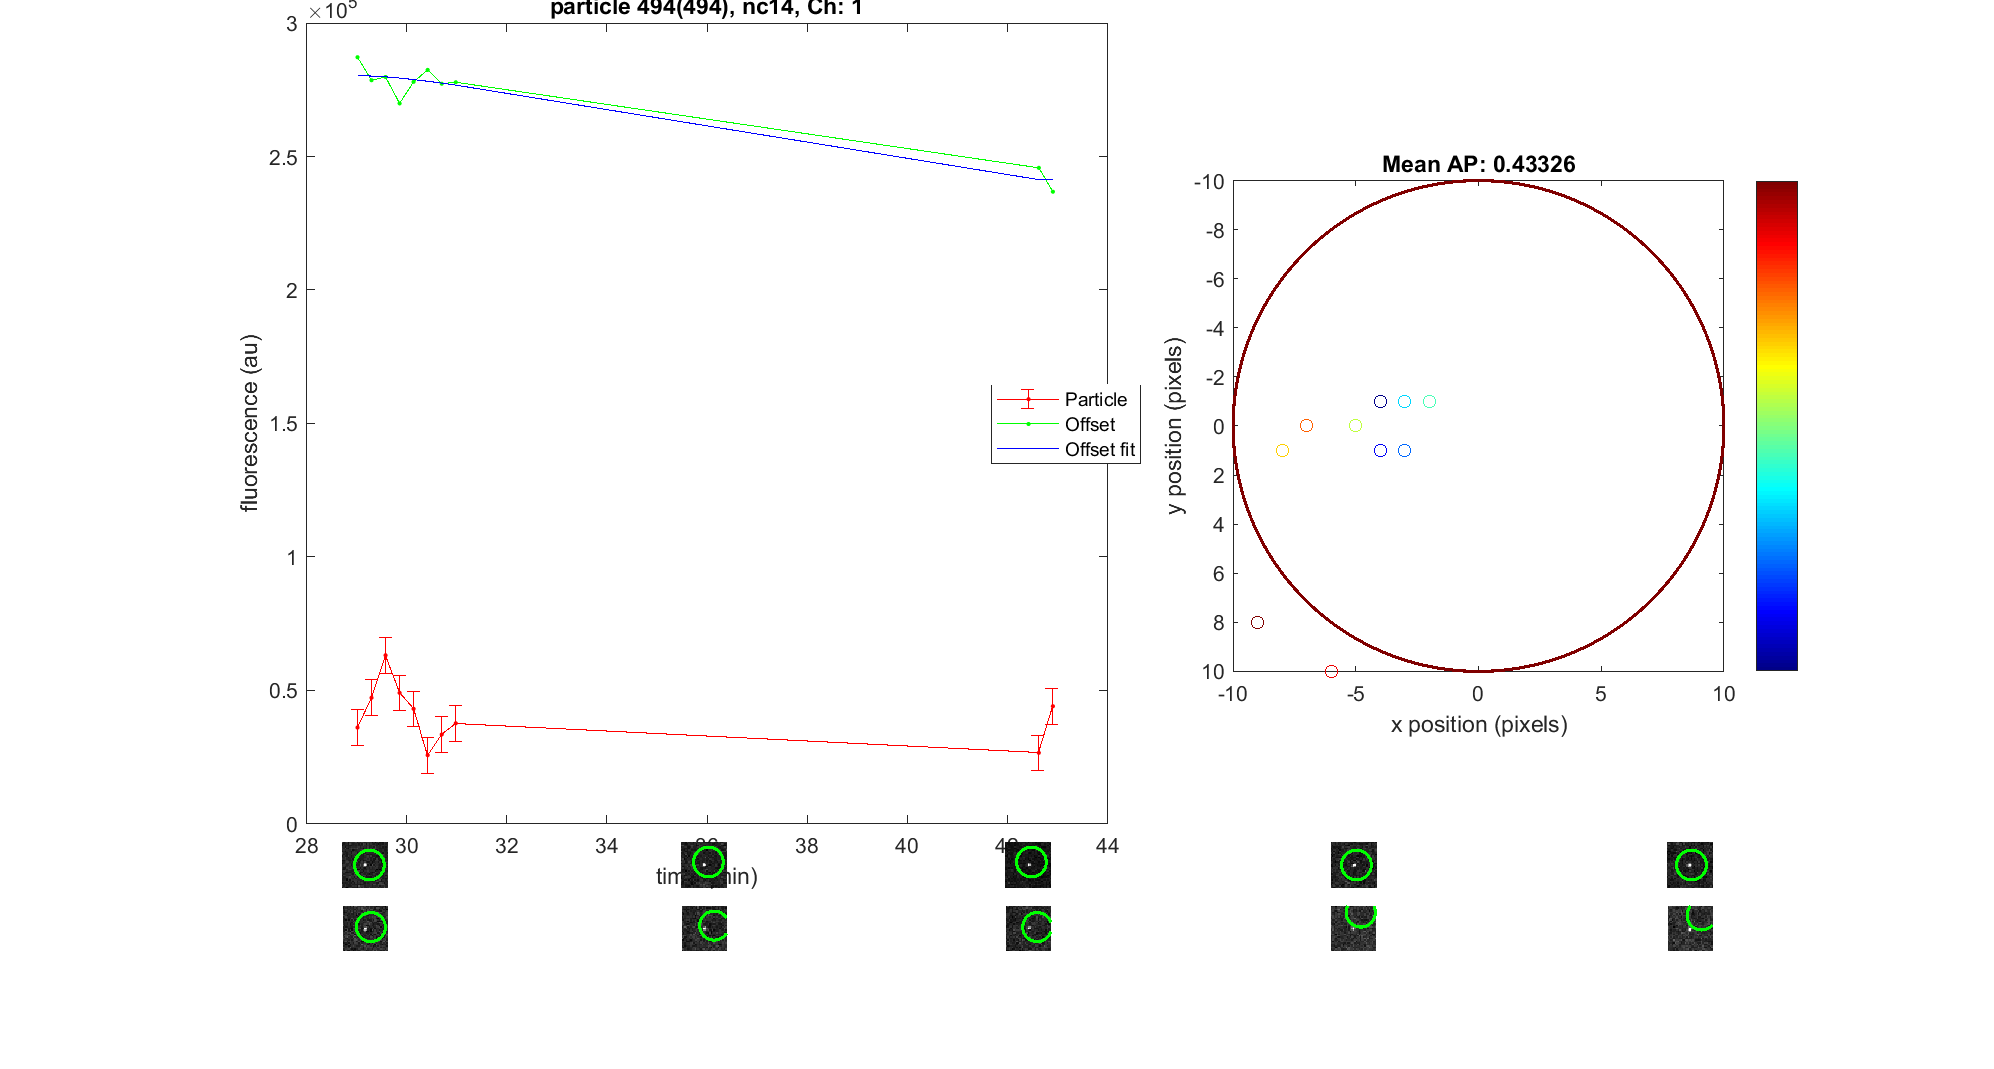 particle 494(494), nc14, Ch: 1
×10⁵
3
2.5
2
1.5
1
0.5
0
fluorescence (au)
28 30 32 34 38 40 44
Particle
Offset
Offset fit
Mean AP: 0.43326
-10
-8
-6
-4
-2
0
2
4
6
8
10
y position (pixels)
-10 -5 0 5 10
x position (pixels)